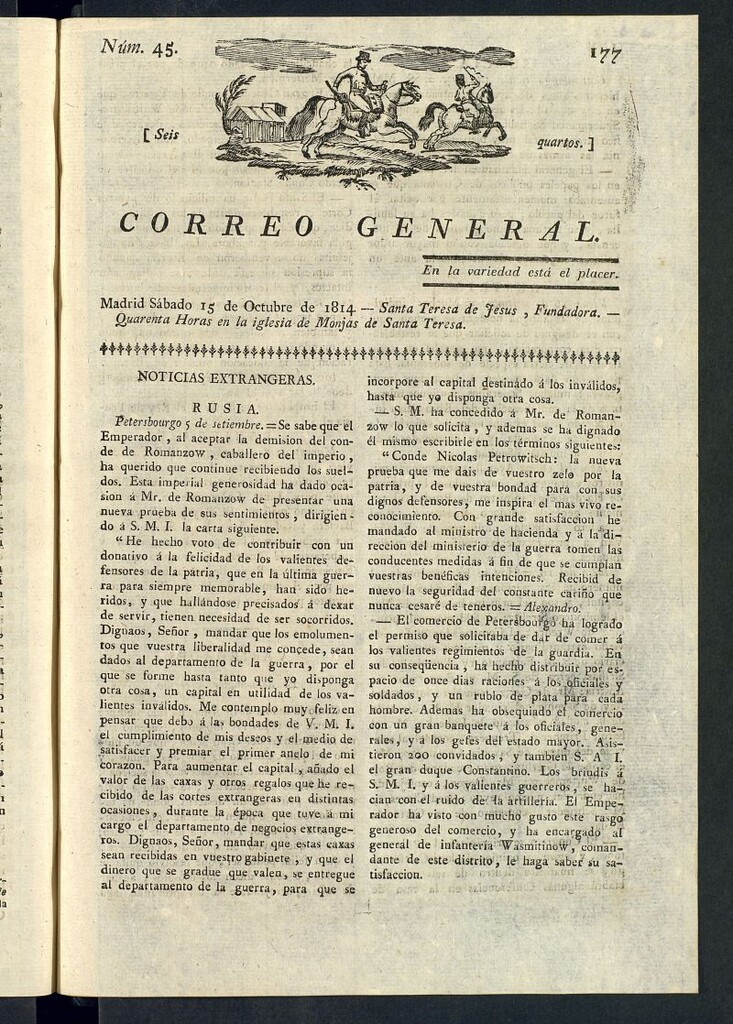 Núm. 45.
177
[ Seis
quartos. ]
CORREO GENERAL.
En la variedad está el placer.
Madrid Sábado 15 de Octubre de 1814 — Santa Teresa de Jesus , Fundadora. —
Quarenta Horas en la iglesia de Monjas de Santa Teresa.
NOTICIAS EXTRANGERAS.
RUSIA.
Petersbourgo 5 de setiembre. = Se sabe que el
Emperador , al aceptar la demision del con-
de de Romanzow , caballero del imperio,
ha querido que continue recibiendo los suel-
dos. Esta imperial generosidad ha dado oca-
sion á Mr. de Romanzow de presentar una
nueva prueba de sus sentimientos , dirigien-
do á S. M. I. la carta siguiente.
“He hecho voto de contribuir con un
donativo á la felicidad de los valientes de-
fensores de la patria, que en la última guer-
ra para siempre memorable, han sido he-
ridos, y que hallándose precisados á dexar
de servir, tienen necesidad de ser socorridos.
Dignaos, Señor , mandar que los emolumen-
tos que vuestra liberalidad me concede, sean
dados al departamento de la guerra, por el
que se forme hasta tanto que yo disponga
otra cosa, un capital en utilidad de los va-
lientes inválidos. Me contemplo muy feliz en
pensar que debo á las bondades de V. M. I.
el cumplimiento de mis deseos y el medio de
satisfacer y premiar el primer anelo de mi
corazon. Para aumentar el capital , añado el
valor de las caxas y otros regalos que he re-
cibido de las cortes extrangeras en distintas
ocasiones , durante la época que tuve á mi
cargo el departamento de negocios extrange-
ros. Dignaos, Señor, mandar que estas caxas
sean recibidas en vuestro gabinete , y que el
dinero que se gradue que valen, se entregue
al departamento de la guerra, para que se
incorpore al capital destinado á los inválidos,
hasta que yo disponga otra cosa.
— S. M. ha concedido á Mr. de Roman-
zow lo que solicita , y ademas se ha dignado
él mismo escribirle en los términos siguientes:
“Conde Nicolas Petrowitsch: la nueva
prueba que me dais de vuestro zelo por la
patria, y de vuestra bondad para con sus
dignos defensores, me inspira el mas vivo re-
conocimiento. Con grande satisfaccion he
mandado al ministro de hacienda y á la di-
reccion del ministerio de la guerra tomen las
conducentes medidas á fin de que se cumplan
vuestras benéficas intenciones. Recibid de
nuevo la seguridad del constante cariño que
nunca cesaré de teneros. = Alexandro.
— El comercio de Petersbourgo ha logrado
el permiso que solicitaba de dar de comer á
los valientes regimientos de la guardia. En
su conseqüencia , ha hecho distribuir por es-
pacio de once dias raciones á los oficiales y
soldados, y un rublo de plata para cada
hombre. Ademas ha obsequiado el comercio
con un gran banquete á los oficiales, gene-
rales, y á los gefes del estado mayor. Asis-
tieron 200 convidados, y tambien S. A. I.
el gran duque Constantino. Los brindis á
S. M. I. y á los valientes guerreros, se ha-
cian con el ruido de la artilleria. El Empe-
rador ha visto con mucho gusto este rasgo
generoso del comercio, y ha encargado al
general de infantería Wasmitinow, coman-
dante de este distrito, le haga saber su sa-
tisfaccion.